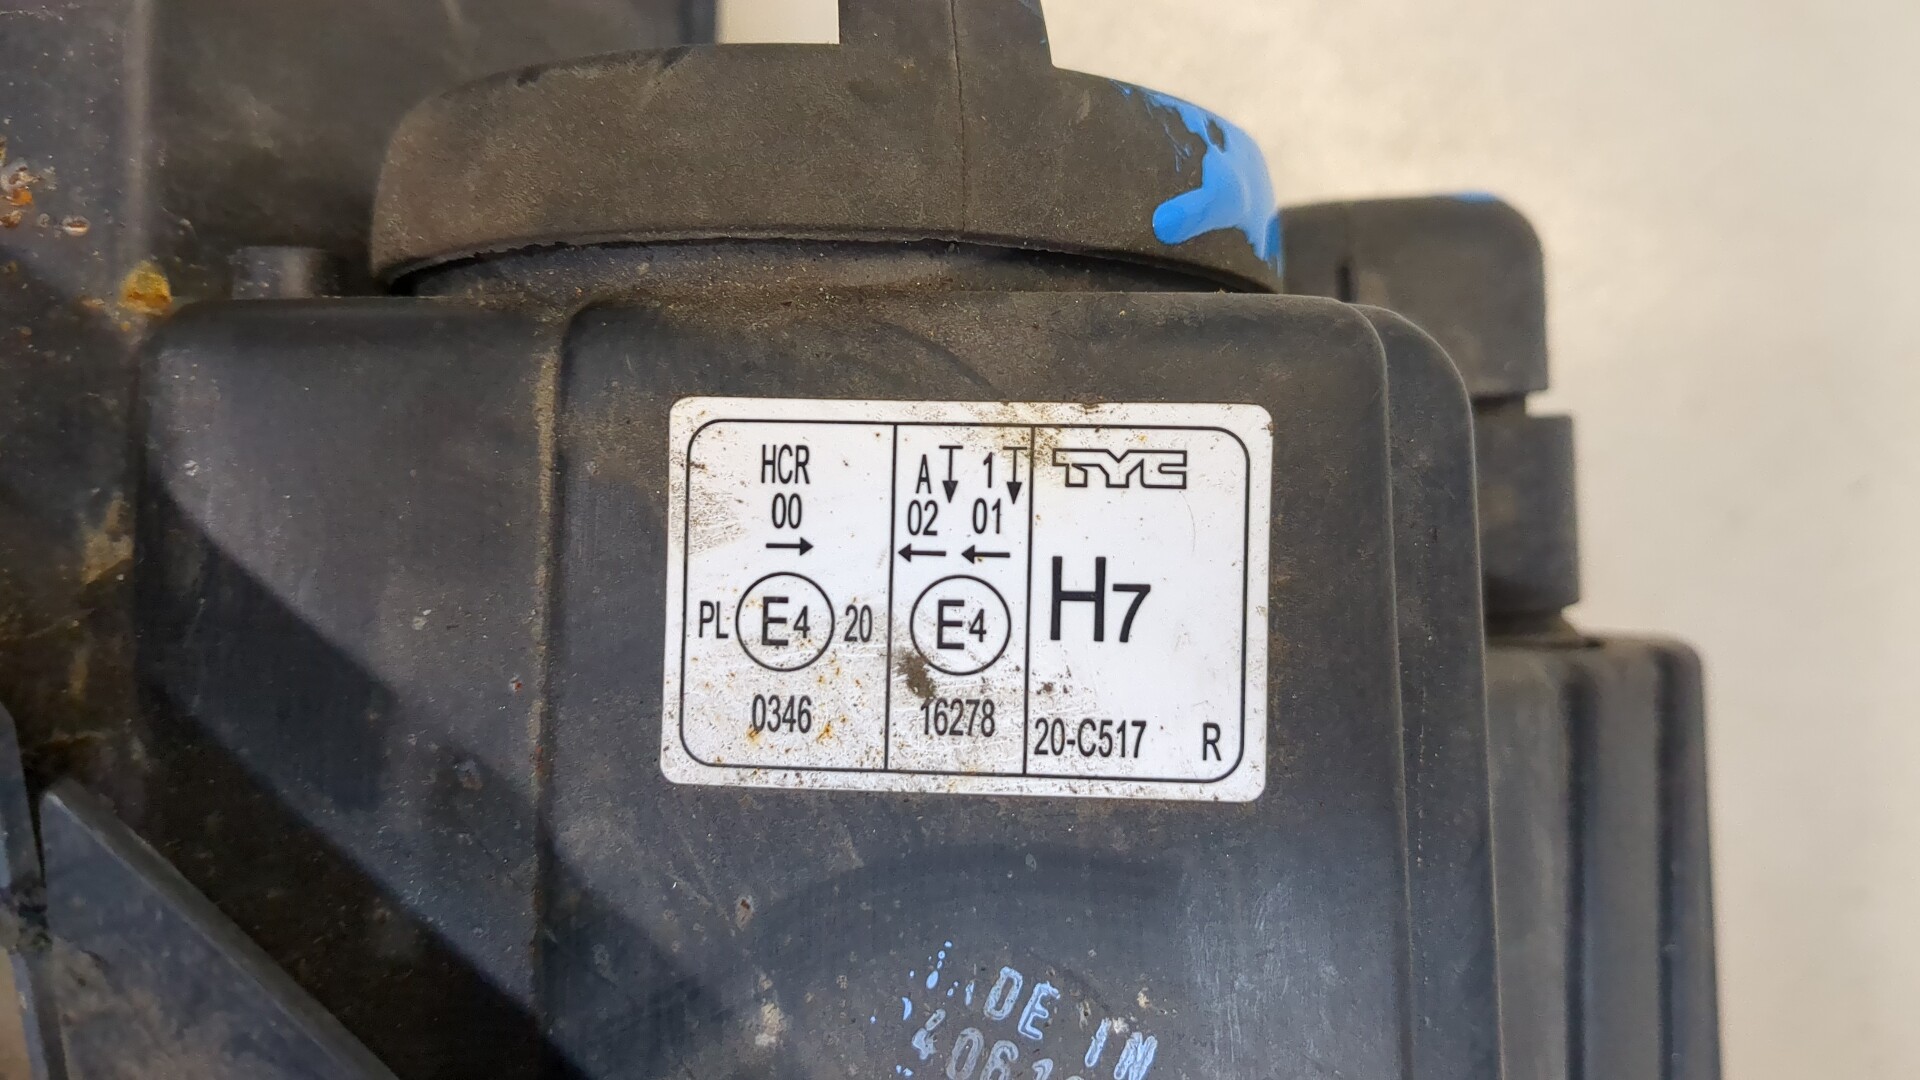 HCR
00
→
PL E4 20
0346
A 1
02 01
← ←
E4
16278
TYC
H7
20-C517 R
DE IN